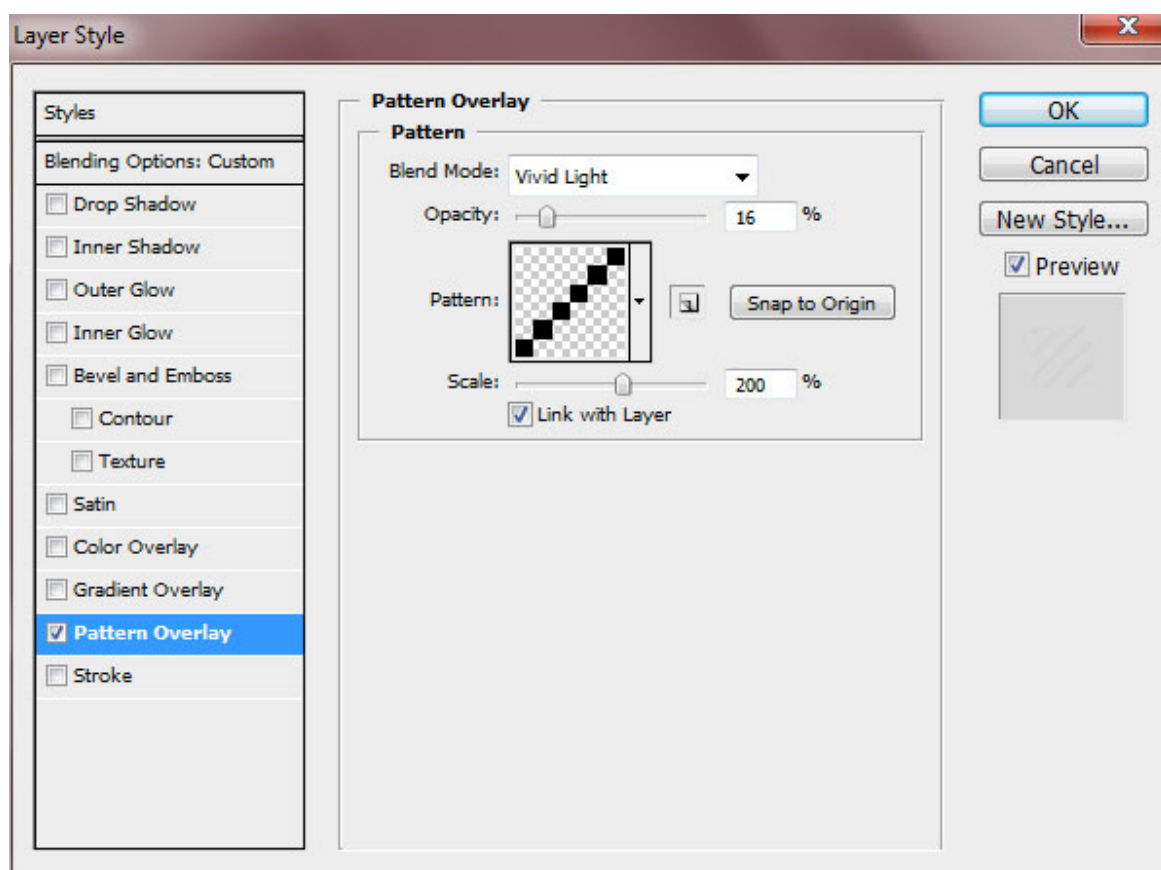 Layer Style
X
Styles
Blending Options: Custom
Drop Shadow
Inner Shadow
Outer Glow
Inner Glow
Bevel and Emboss
Contour
Texture
Satin
Color Overlay
Gradient Overlay
Pattern Overlay
Stroke
Pattern Overlay
Pattern
Blend Mode: Vivid Light
Opacity: 16 %
Pattern: Snap to Origin
Scale: 200 %
Link with Layer
OK
Cancel
New Style...
Preview